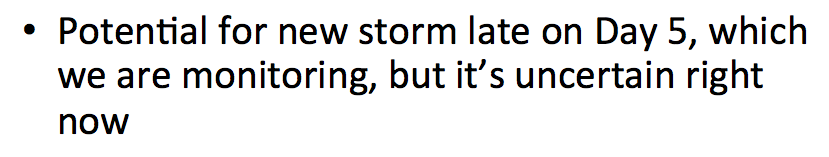 • Potential for new storm late on Day 5, which
we are monitoring, but it’s uncertain right
now